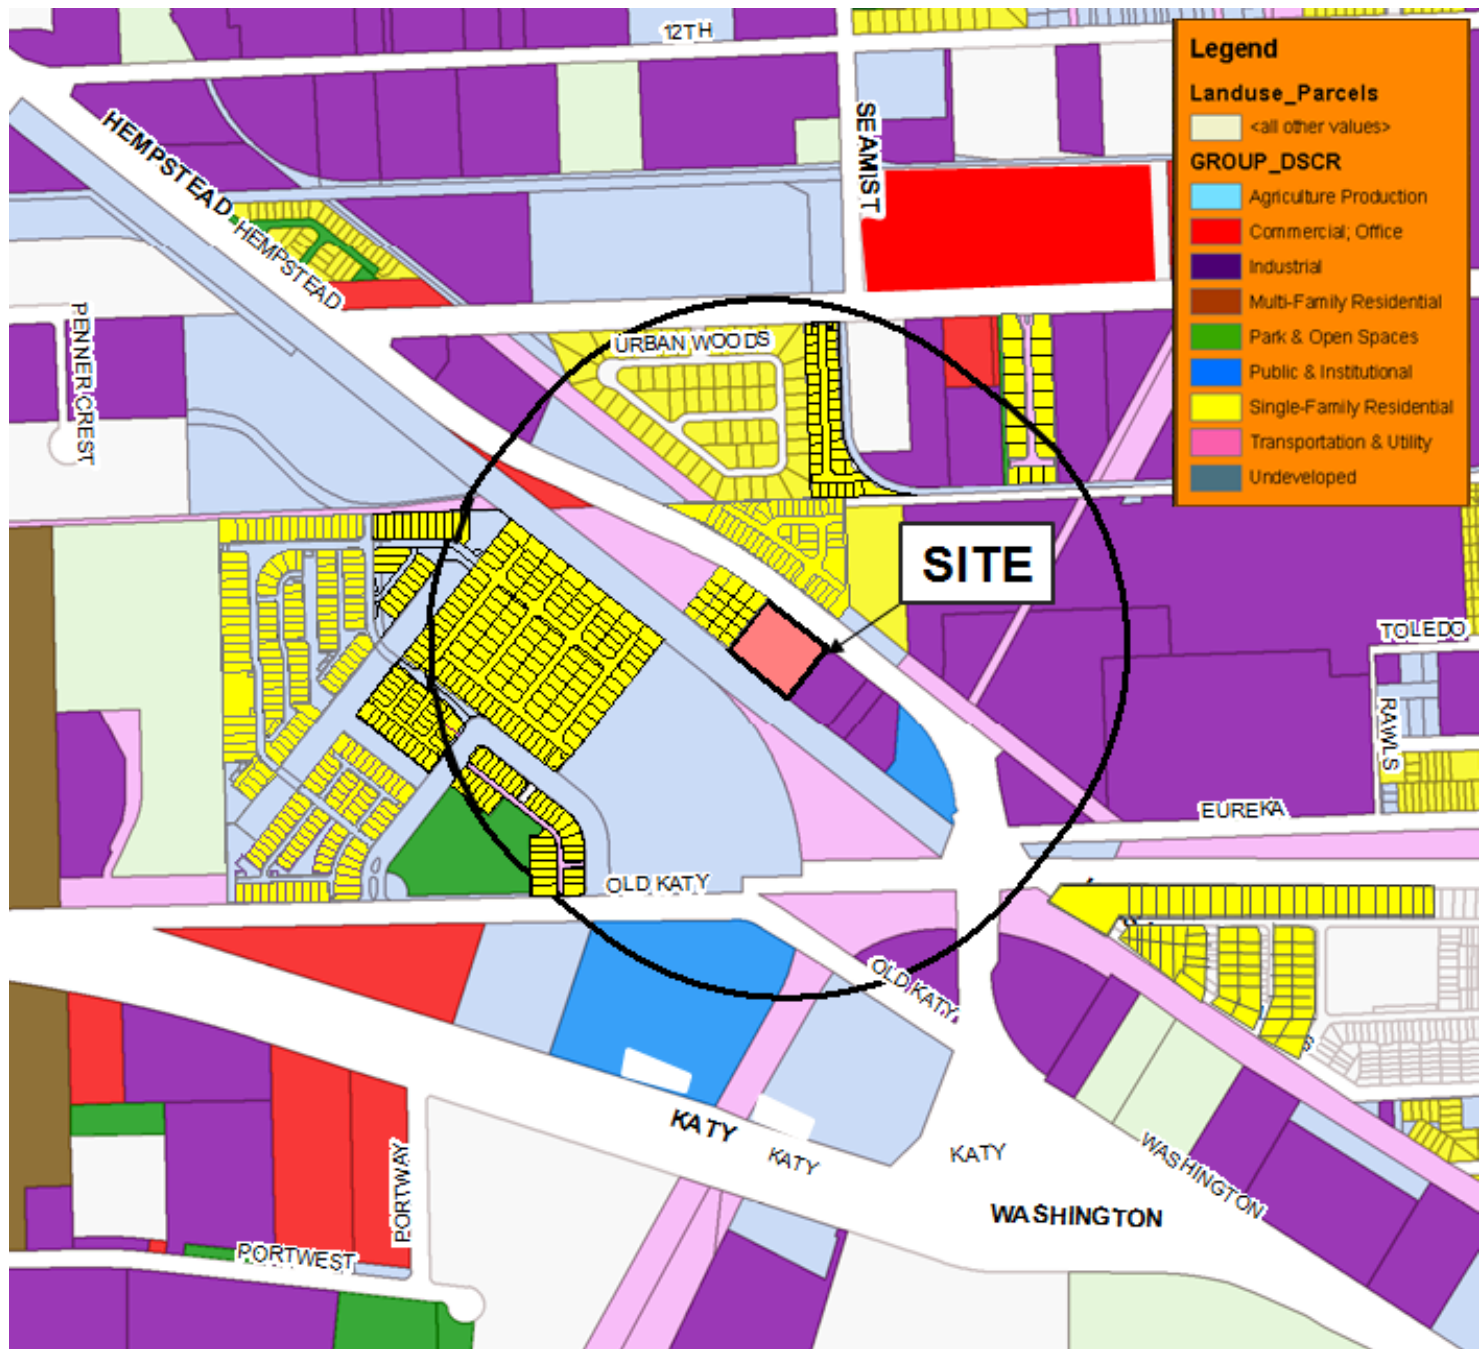 12TH
Legend
Landuse_Parcels
<all other values>
GROUP_DSCR
Agriculture Production
Commercial; Office
Industrial
Multi-Family Residential
Park & Open Spaces
Public & Institutional
Single-Family Residential
Transportation & Utility
Undeveloped
HEMPSTEAD
HEMPSTEAD
SEAMIST
PENNERCREST
URBAN WOODS
SITE
TOLEDO
RAWLS
EUREKA
OLD KATY
OLD KATY
KATY
KATY
KATY
WASHINGTON
WASHINGTON
PORTWAY
PORTWEST